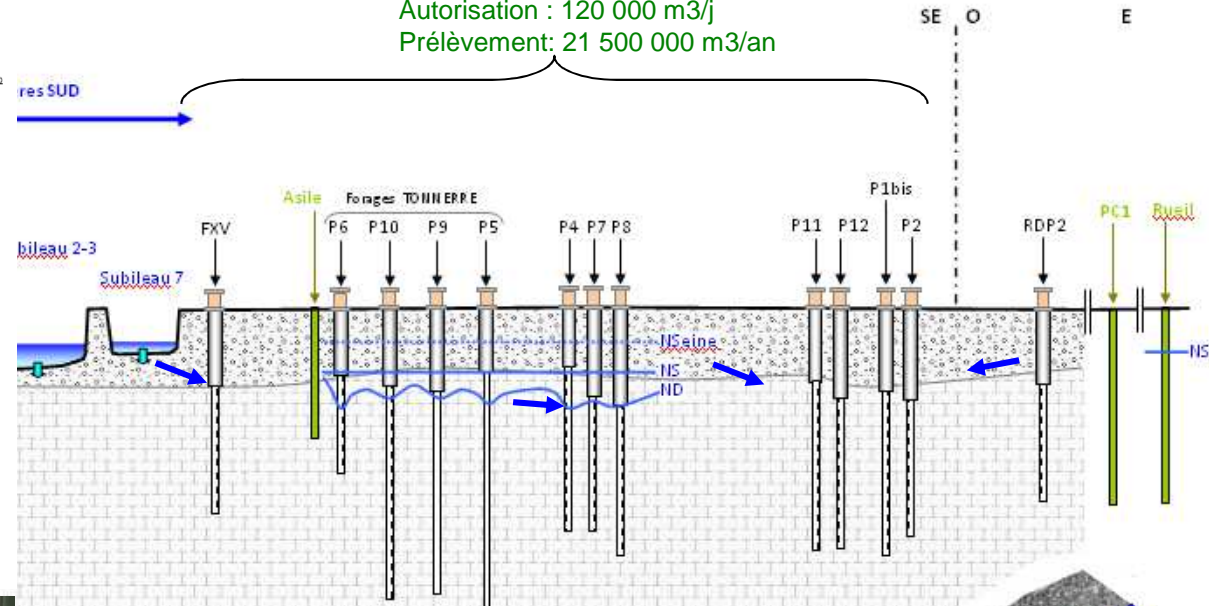 Autorisation : 120 000 m3/j
Prélèvement: 21 500 000 m3/an
SE O E
res SUD
P1bis
Asile Forages TONNERRE
FXV P6 P10 P9 P5 P4 P7 P8 P11 P12 P2 RDP2 PC1 Rueil
bileau 2-3
Subileau 7
NSeine
NS
NS
ND